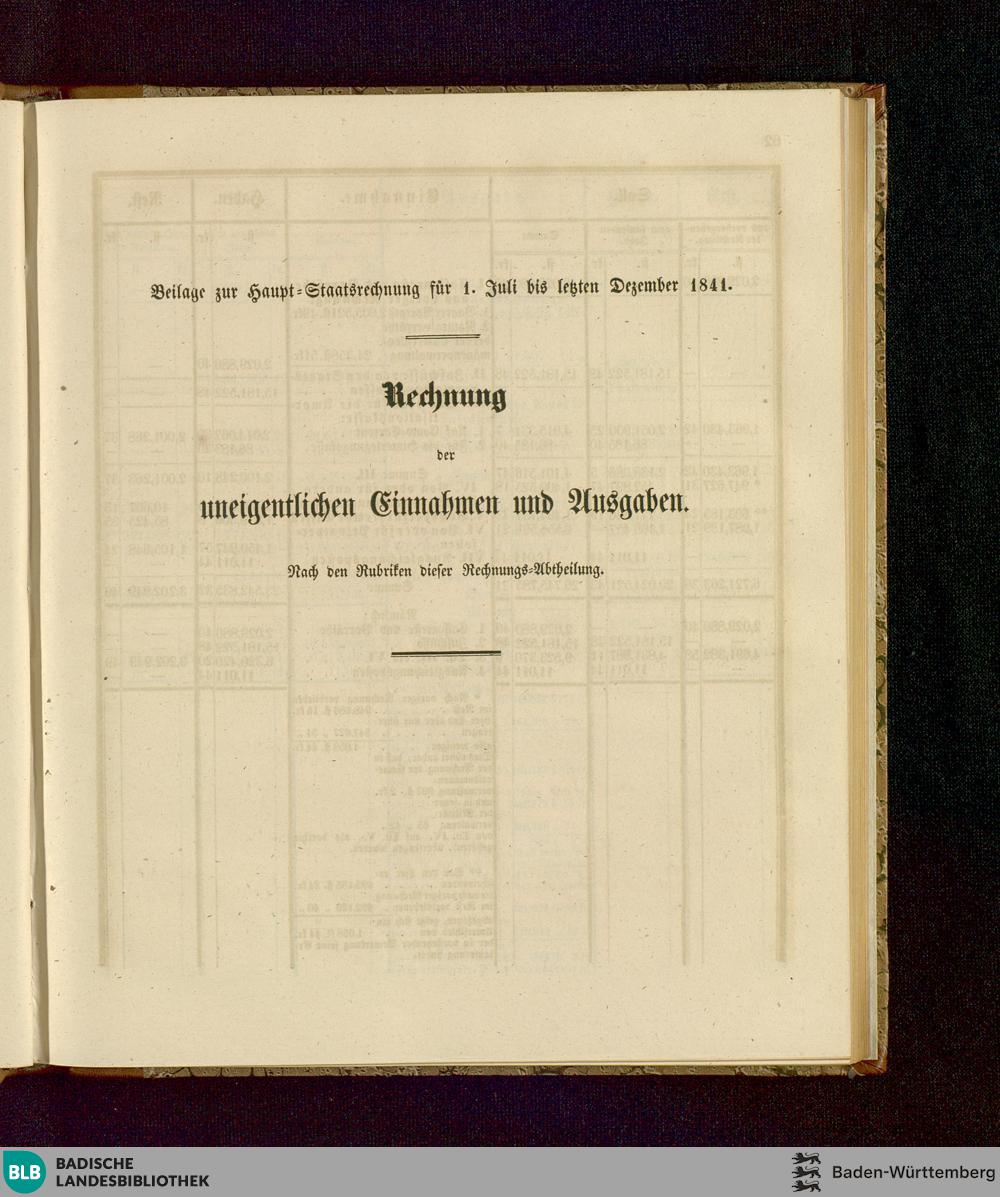 Beilage zur Haupt-Staatsrechnung für 1. Juli bis letzten Dezember 1841.
Rechnung
der
uneigentlichen Einnahmen und Ausgaben.
Nach den Rubriken dieser Rechnungs-Abtheilung.
BLB
BADISCHE
LANDESBIBLIOTHEK
Baden-Württemberg